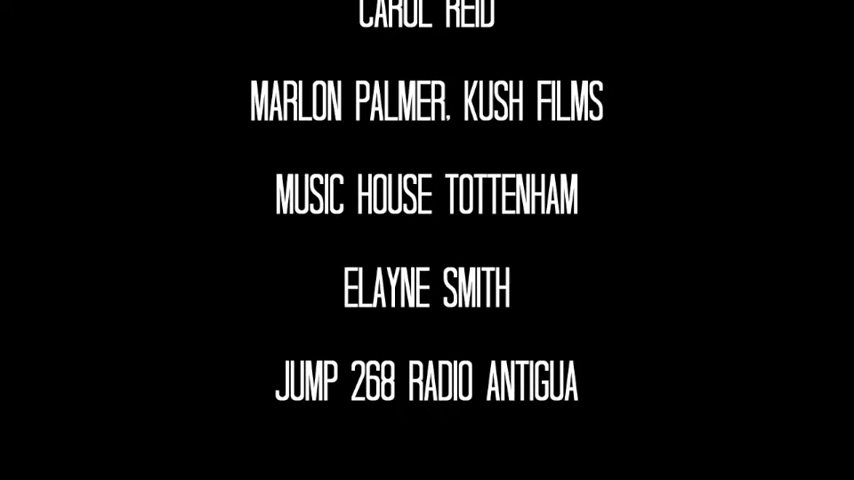 CAROL REID
MARLON PALMER, KUSH FILMS
MUSIC HOUSE TOTTENHAM
ELAYNE SMITH
JUMP 268 RADIO ANTIGUA